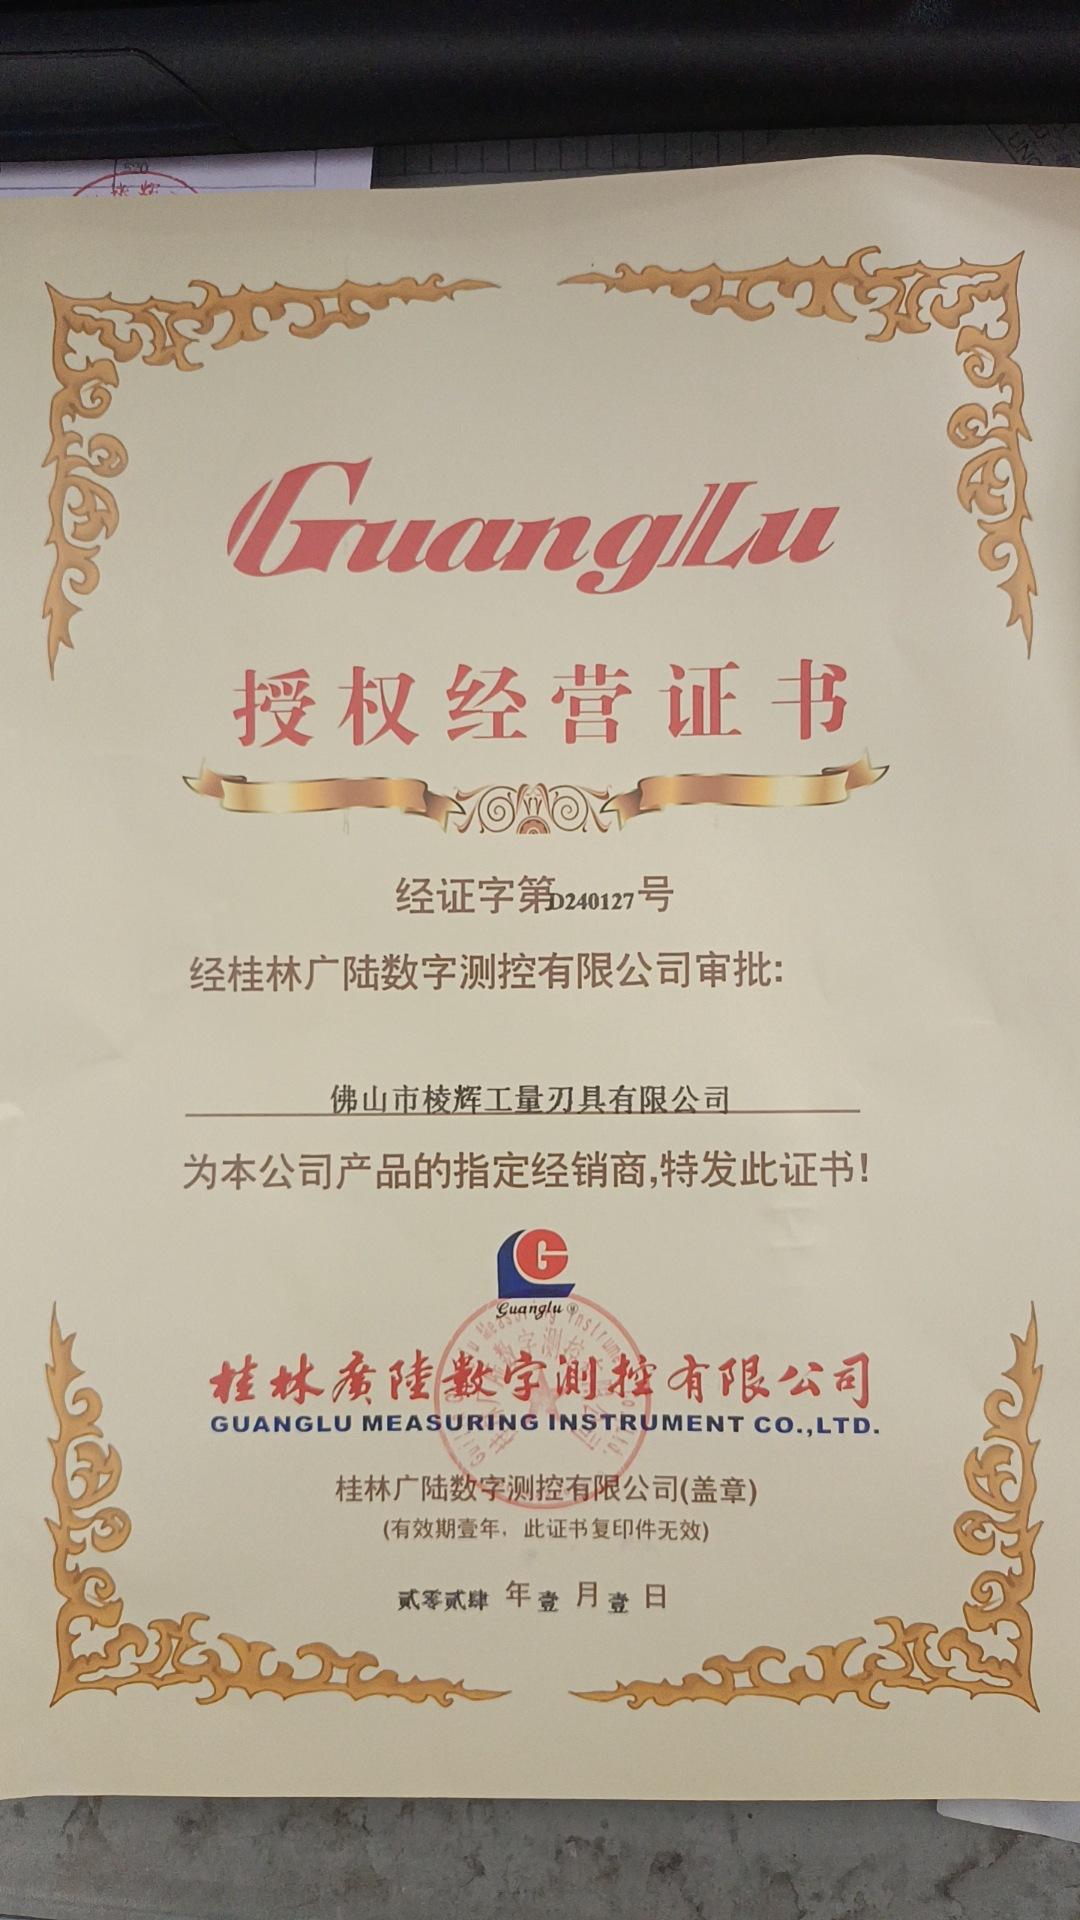 GuangLu
授权经营证书
经证字第D240127号
经桂林广陆数字测控有限公司审批:
佛山市棱辉工量刃具有限公司
为本公司产品的指定经销商,特发此证书!
G
Guanglu®
桂林廣陸數字測控有限公司
GUANGLU MEASURING INSTRUMENT CO.,LTD.
桂林广陆数字测控有限公司(盖章)
(有效期壹年，此证书复印件无效)
贰零贰肆 年 壹 月 壹 日